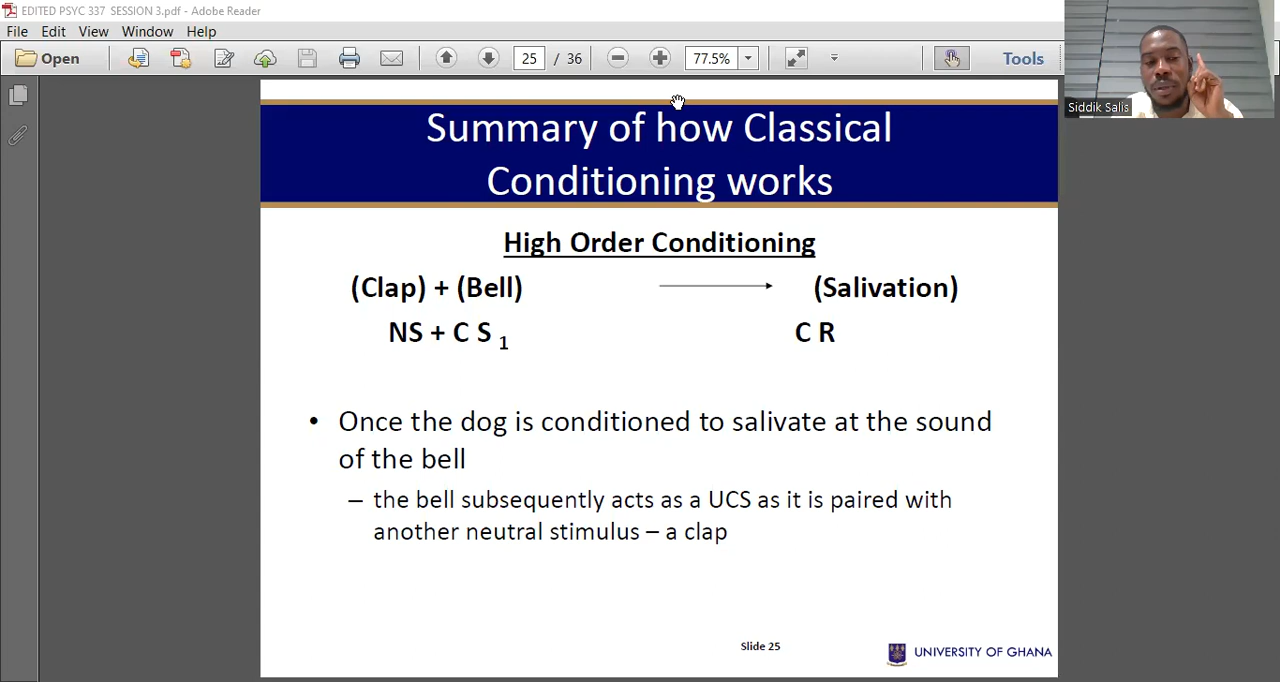 EDITED PSYC 337 SESSION 3.pdf - Adobe Reader
File Edit View Window Help
Open 25 / 36 77.5% Tools
Siddik Salis
Summary of how Classical
Conditioning works
High Order Conditioning
(Clap) + (Bell) (Salivation)
NS + C S 1 C R
• Once the dog is conditioned to salivate at the sound
of the bell
– the bell subsequently acts as a UCS as it is paired with
another neutral stimulus – a clap
Slide 25
UNIVERSITY OF GHANA